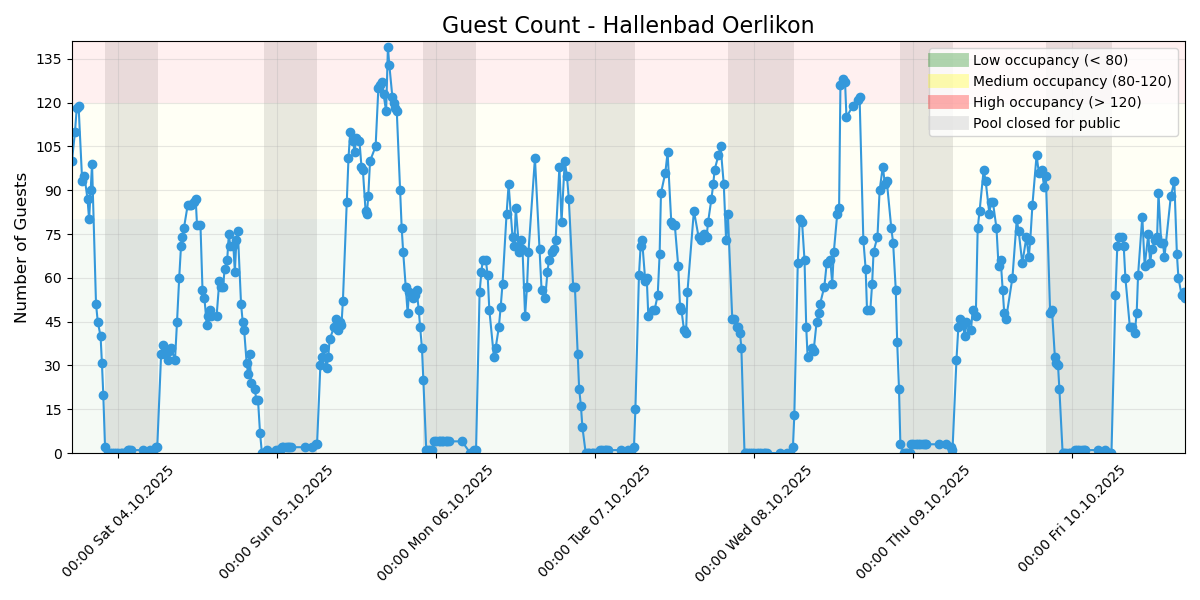 Guest Count - Hallenbad Oerlikon
Number of Guests
135
120
105
90
75
60
45
30
15
0
Low occupancy (< 80)
Medium occupancy (80-120)
High occupancy (> 120)
Pool closed for public
00:00 Sat 04.10.2025
00:00 Sun 05.10.2025
00:00 Mon 06.10.2025
00:00 Tue 07.10.2025
00:00 Wed 08.10.2025
00:00 Thu 09.10.2025
00:00 Fri 10.10.2025